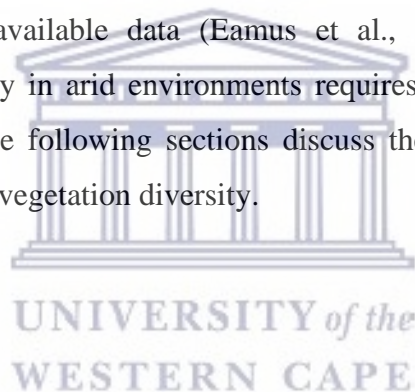 available data (Eamus et al.,
y in arid environments requires
e following sections discuss the
vegetation diversity.
UNIVERSITY of the
WESTERN CAPE